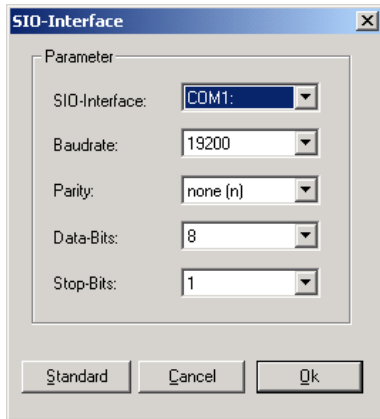 SIO-Interface
Parameter
SIO-Interface: COM1:
Baudrate: 19200
Parity: none (n)
Data-Bits: 8
Stop-Bits: 1
Standard Cancel Ok